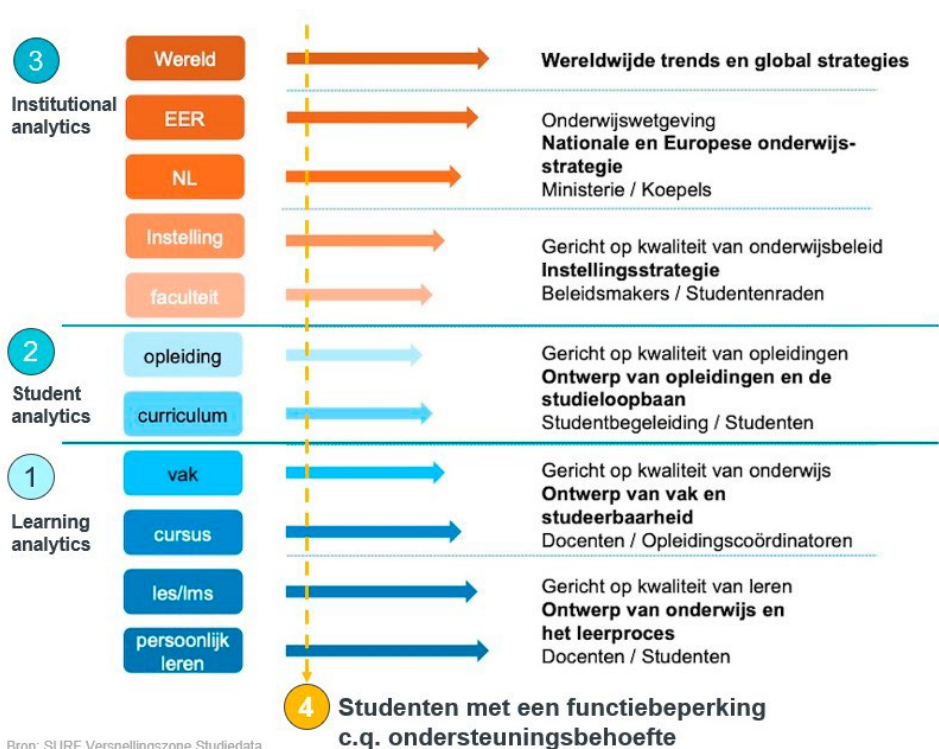 3
Institutional
analytics
Wereld
Wereldwijde trends en global strategies
EER
NL
Onderwijswetgeving
Nationale en Europese onderwijs-
strategie
Ministerie / Koepels
Instelling
faculteit
Gericht op kwaliteit van onderwijsbeleid
Instellingsstrategie
Beleidsmakers / Studentenraden
2
Student
analytics
opleiding
curriculum
Gericht op kwaliteit van opleidingen
Ontwerp van opleidingen en de
studieloopbaan
Studentbegeleiding / Studenten
1
Learning
analytics
vak
cursus
Gericht op kwaliteit van onderwijs
Ontwerp van vak en
studeerbaarheid
Docenten / Opleidingscoördinatoren
les/lms
persoonlijk
leren
Gericht op kwaliteit van leren
Ontwerp van onderwijs en
het leerproces
Docenten / Studenten
4
Studenten met een functiebeperking
c.q. ondersteuningsbehoefte
Bron: SURF Versnellingszone Studiedata